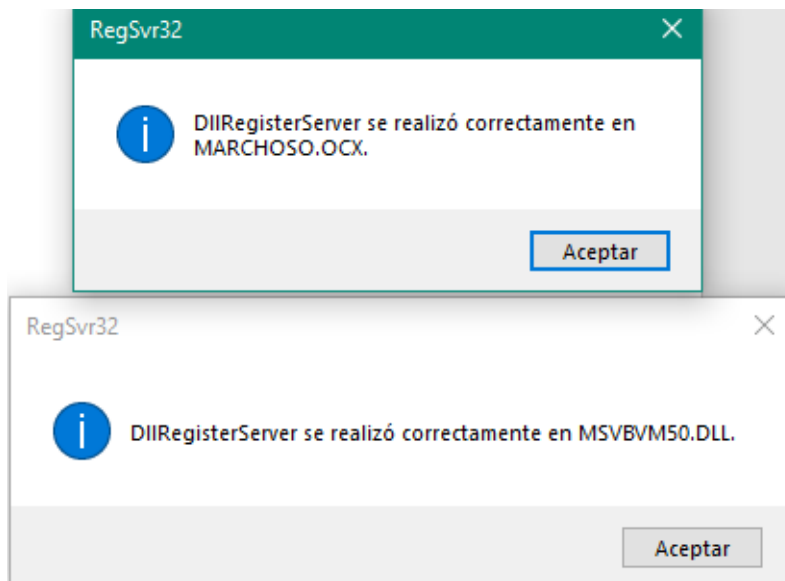 RegSvr32
DllRegisterServer se realizó correctamente en
MARCHOSO.OCX.
Aceptar
RegSvr32
DllRegisterServer se realizó correctamente en MSVBVM50.DLL.
Aceptar